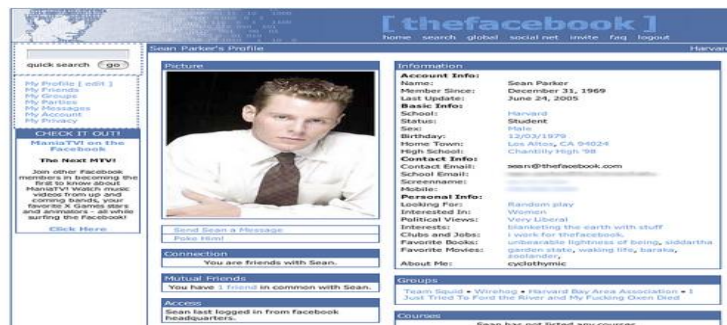 [ thefacebook ]
home search global social net invite faq logout
Sean Parker's Profile
Harvard
quick search go
My Profile [ edit ]
My Friends
My Groups
My Parties
My Messages
My Account
My Privacy
CHECK IT OUT!
ManiaTV! on the
Facebook
The Next MTV!
Join other Facebook
members in becoming the
first to know about
ManiaTV! Watch music
videos from up and
coming bands, your
favorite X Games stars
and animators - all while
surfing the Facebook!
Click Here
Picture
Send Sean a Message
Poke Him!
Connection
You are friends with Sean.
Mutual Friends
You have 1 friend in common with Sean.
Access
Sean last logged in from facebook
headquarters.
Information
Account Info:
Name: Sean Parker
Member Since: December 31, 1969
Last Update: June 24, 2005
Basic Info:
School: Harvard
Status: Student
Sex: Male
Birthday: 12/03/1979
Home Town: Los Altos, CA 94024
High School: Chantilly High '98
Contact Info:
Contact Email: sean@thefacebook.com
School Email:
Screenname:
Mobile:
Personal Info:
Looking For: Random play
Interested In: Women
Political Views: Very Liberal
Interests: blanketing the earth with stuff
Clubs and Jobs: i work for thefacebook.
Favorite Books: unbearable lightness of being, siddartha
Favorite Movies: garden state, waking life, baraka,
zoolander,
About Me: cyclothymic
Groups
Team Squid • Wirehog • Harvard Bay Area Association • I
Just Tried To Ford the River and My Fucking Oxen Died
Courses
Sean has not listed any courses